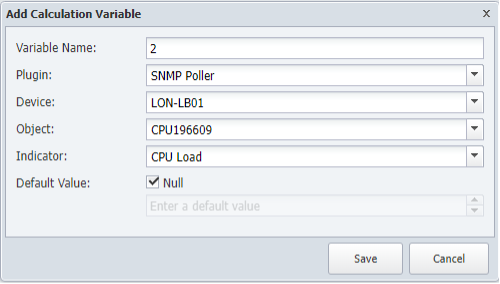 Add Calculation Variable x
Variable Name: 2
Plugin: SNMP Poller
Device: LON-LB01
Object: CPU196609
Indicator: CPU Load
Default Value: Null
Enter a default value
Save Cancel